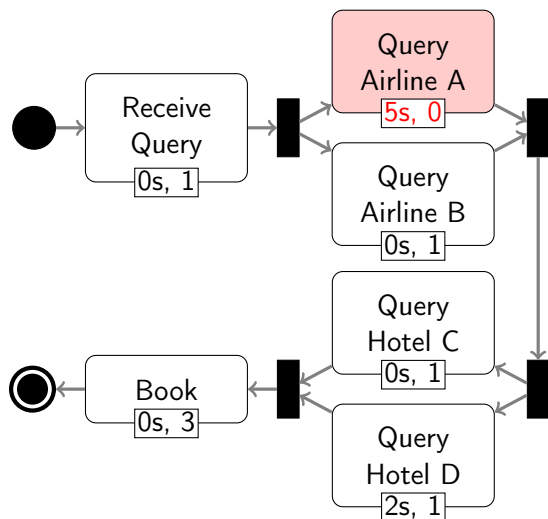 Receive
Query
0s, 1
Query
Airline A
5s, 0
Query
Airline B
0s, 1
Query
Hotel C
0s, 1
Query
Hotel D
2s, 1
Book
0s, 3